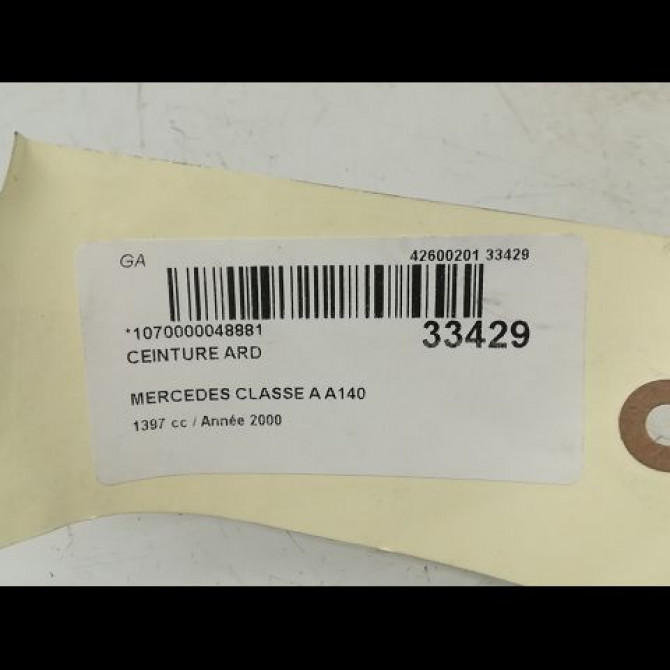 GA
42600201 33429
*1070000048881
33429
CEINTURE ARD
MERCEDES CLASSE A A140
1397 cc / Année 2000